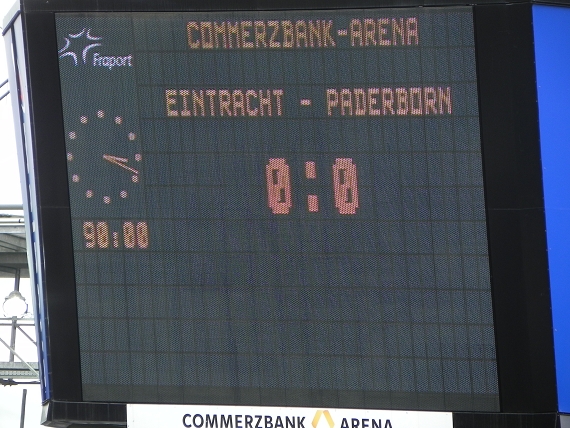 COMMERZBANK-ARENA
Fraport
EINTRACHT - PADERBORN
0:0
90:00
COMMERZBANK ARENA